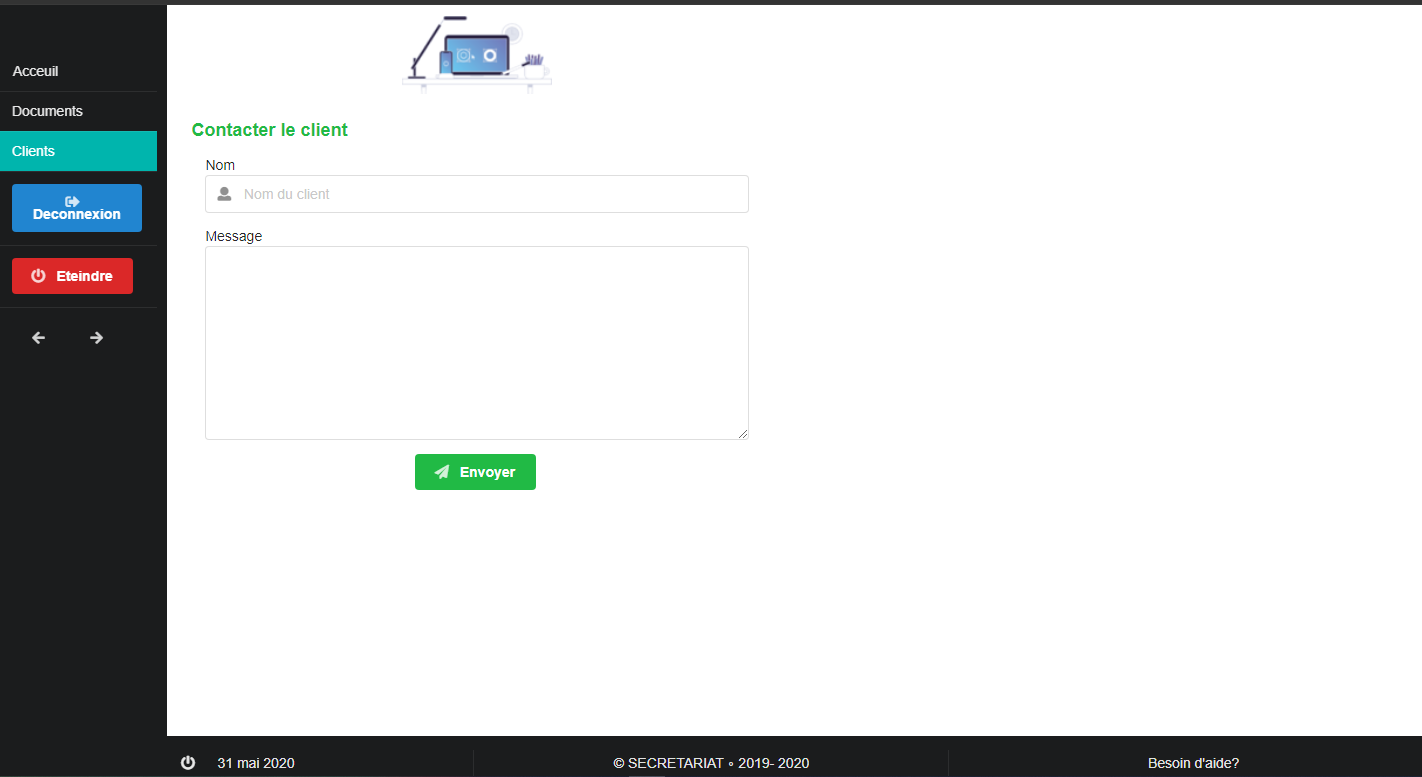 Acceuil
Documents
Clients
Deconnexion
Eteindre
Contacter le client
Nom
Nom du client
Message
Envoyer
31 mai 2020
© SECRETARIAT ∘ 2019- 2020
Besoin d'aide?